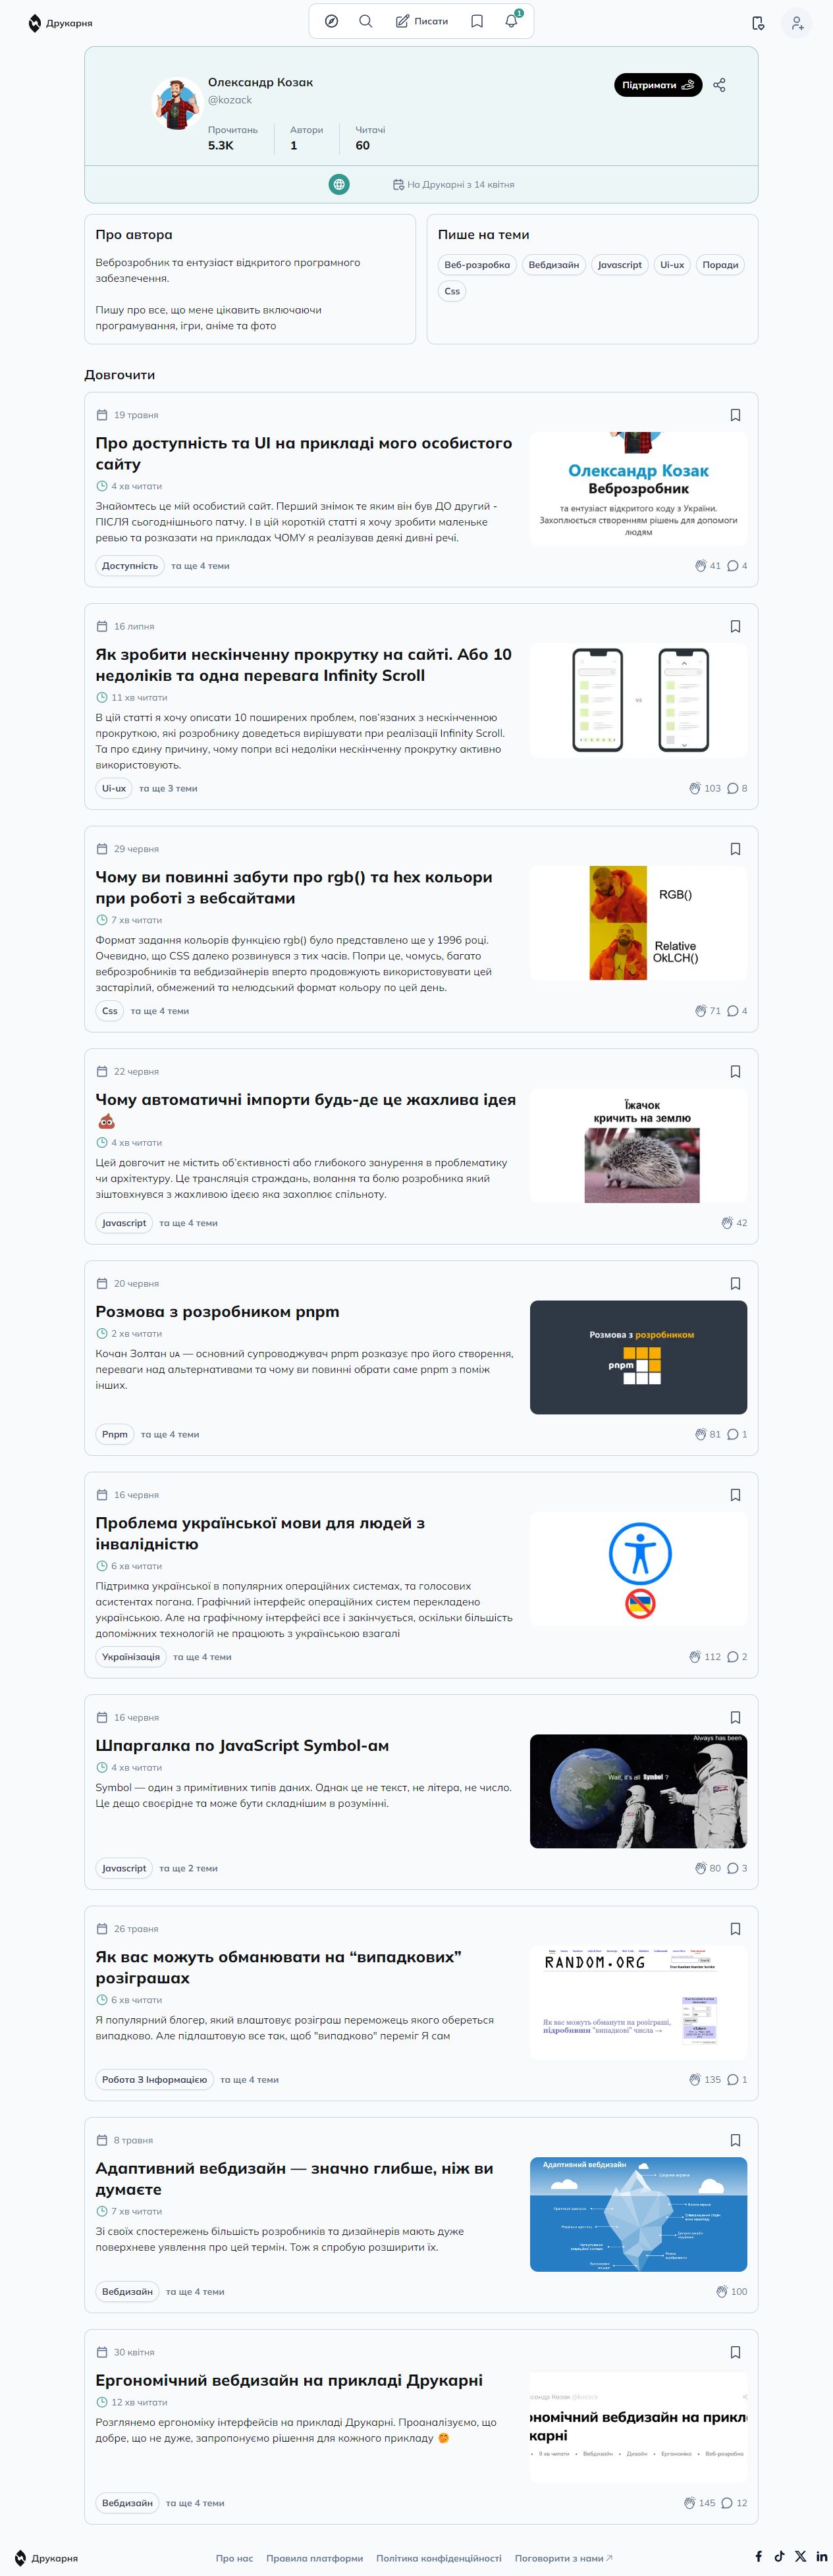 Друкарня
Писати
1
Олександр Козак
@kozack
Підтримати
Прочитань
Автори
Читачі
5.3K
1
60
На Друкарні з 14 квітня
Про автора
Веброзробник та ентузіаст відкритого програмного
забезпечення.
Пишу про все, що мене цікавить включаючи
програмування, ігри, аніме та фото
Пише на теми
Веб-розробка
Вебдизайн
Javascript
Ui-ux
Поради
Css
Довгочити
19 травня
Про доступність та UI на прикладі мого особистого
сайту
4 хв читати
Знайомтесь це мій особистий сайт. Перший знімок те яким він був ДО другий -
ПІСЛЯ сьогоднішнього патчу. І в цій короткій статті я хочу зробити маленьке
ревью та розказати на прикладах ЧОМУ я реалізував деякі дивні речі.
Олександр Козак
Веброзробник
та ентузіаст відкритого коду з України.
Захоплюється створенням рішень для допомоги
людям
Доступність
та ще 4 теми
41
4
16 липня
Як зробити нескінченну прокрутку на сайті. Або 10
недоліків та одна перевага Infinity Scroll
11 хв читати
В цій статті я хочу описати 10 поширених проблем, пов’язаних з нескінченною
прокруткою, які розробнику доведеться вирішувати при реалізації Infinity Scroll.
Та про єдину причину, чому попри всі недоліки нескінченну прокрутку активно
використовують.
VS
Ui-ux
та ще 3 теми
103
8
29 червня
Чому ви повинні забути про rgb() та hex кольори
при роботі з вебсайтами
7 хв читати
Формат задання кольорів функцією rgb() було представлено ще у 1996 році.
Очевидно, що CSS далеко розвинувся з тих часів. Попри це, чомусь, багато
веброзробників та вебдизайнерів вперто продовжують використовувати цей
застарілий, обмежений та нелюдський формат кольору по цей день.
RGB()
Relative
OkLCH()
Css
та ще 4 теми
71
4
22 червня
Чому автоматичні імпорти будь-де це жахлива ідея
💩
4 хв читати
Цей довгочит не містить об’єктивності або глибокого занурення в проблематику
чи архітектуру. Це трансляція страждань, волання та болю розробника який
зіштовхнувся з жахливою ідеєю яка захоплює спільноту.
Їжачок
кричить на землю
Javascript
та ще 4 теми
42
20 червня
Розмова з розробником pnpm
2 хв читати
Кочан Золтан ᴜᴀ — основний супроводжувач pnpm розказує про його створення,
переваги над альтернативами та чому ви повинні обрати саме pnpm з поміж
інших.
Розмова з розробником
pnpm
Pnpm
та ще 4 теми
81
1
16 червня
Проблема української мови для людей з
інвалідністю
6 хв читати
Підтримка української в популярних операційних системах, та голосових
асистентах погана. Графічний інтерфейс операційних систем перекладено
українською. Але на графічному інтерфейсі все і закінчується, оскільки більшість
допоміжних технологій не працюють з українською взагалі
Українізація
та ще 4 теми
112
2
16 червня
Шпаргалка по JavaScript Symbol-ам
4 хв читати
Symbol — один з примітивних типів даних. Однак це не текст, не літера, не число.
Це дещо своєрідне та може бути складнішим в розумінні.
Always has been
Wait, it's all Symbol ?
Javascript
та ще 2 теми
80
3
26 травня
Як вас можуть обманювати на “випадкових”
розіграшах
6 хв читати
Я популярний блогер, який влаштовує розіграш переможець якого обереться
випадково. Але підлаштовую все так, щоб "випадково" переміг Я сам
RANDOM.ORG
Як вас можуть обманути на розіграші,
підробивши "випадкові" числа →
Робота З Інформацією
та ще 4 теми
135
1
8 травня
Адаптивний вебдизайн — значно глибше, ніж ви
думаєте
7 хв читати
Зі своїх спостережень більшість розробників та дизайнерів мають дуже
поверхневе уявлення про цей термін. Тож я спробую розширити їх.
Адаптивний вебдизайн
Вебдизайн
та ще 4 теми
100
30 квітня
Ергономічний вебдизайн на прикладі Друкарні
12 хв читати
Розглянемо ергономіку інтерфейсів на прикладі Друкарні. Проаналізуємо, що
добре, що не дуже, запропонуємо рішення для кожного прикладу 🤭
сандр Козак @kozack
рномічний вебдизайн на прикл
карні
9 хв читати • Вебдизайн • Дизайн • Ергономіка • Веб-розробка
Вебдизайн
та ще 4 теми
145
12
Друкарня
Про нас
Правила платформи
Політика конфіденційності
Поговорити з нами ↗